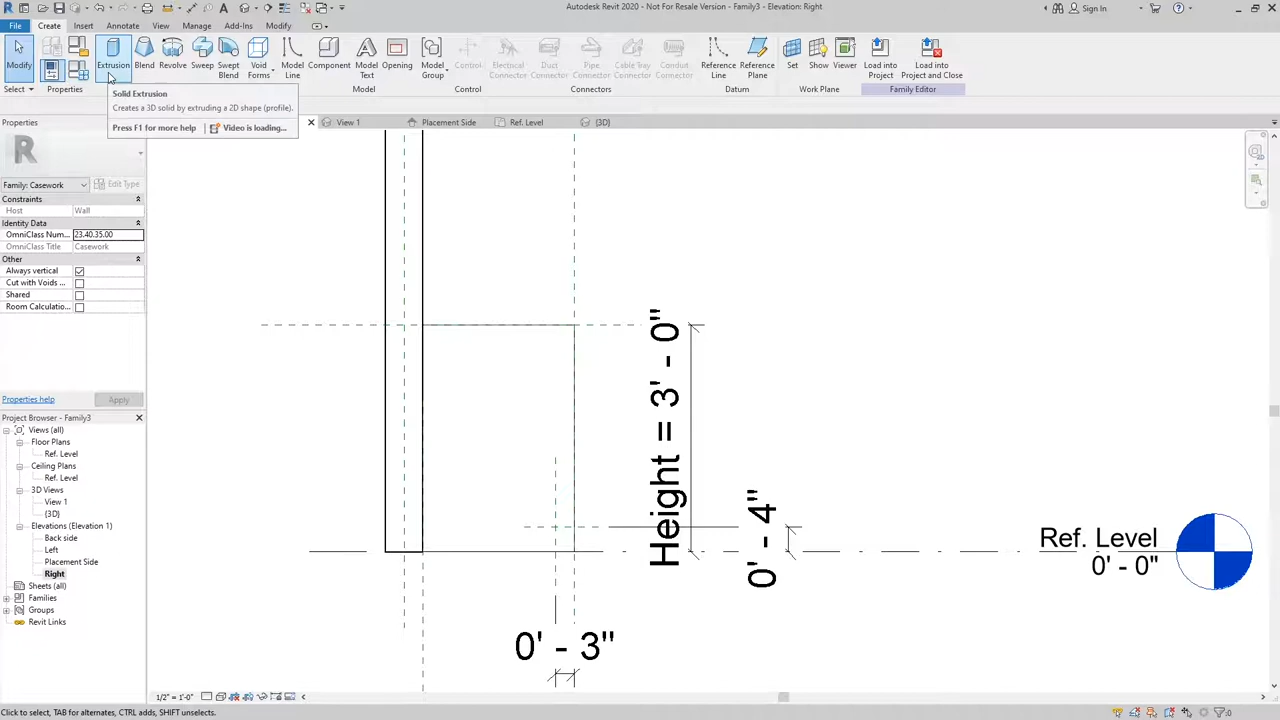 Autodesk Revit 2020 - Not For Resale Version - Family3 - Elevation: Right
Sign In
File
Create
Insert
Annotate
View
Manage
Add-Ins
Modify
Modify
Extrusion
Blend
Revolve
Sweep
Swept
Blend
Void
Forms
Model
Line
Component
Model
Text
Opening
Model
Group
Control
Electrical
Connector
Duct
Connector
Pipe
Connector
Cable Tray
Connector
Conduit
Connector
Reference
Line
Reference
Plane
Set
Show
Viewer
Load into
Project
Load into
Project and Close
Select
Properties
Model
Control
Connectors
Datum
Work Plane
Family Editor
Solid Extrusion
Creates a 3D solid by extruding a 2D shape (profile).
Press F1 for more help
Video is loading...
Properties
View 1
Placement Side
Ref. Level
{3D}
Family: Casework
Edit Type
Constraints
Host
Wall
Identity Data
OmniClass Num...
23.40.35.00
OmniClass Title
Casework
Other
Always vertical
Cut with Voids ...
Shared
Room Calculatio...
Properties help
Apply
Project Browser - Family3
Views (all)
Floor Plans
Ref. Level
Ceiling Plans
Ref. Level
3D Views
View 1
{3D}
Elevations (Elevation 1)
Back side
Left
Placement Side
Right
Sheets (all)
Families
Groups
Revit Links
Height = 3' - 0"
0' - 4"
0' - 3"
Ref. Level
0' - 0"
1/2" = 1'-0"
Click to select, TAB for alternates, CTRL adds, SHIFT unselects.
:0